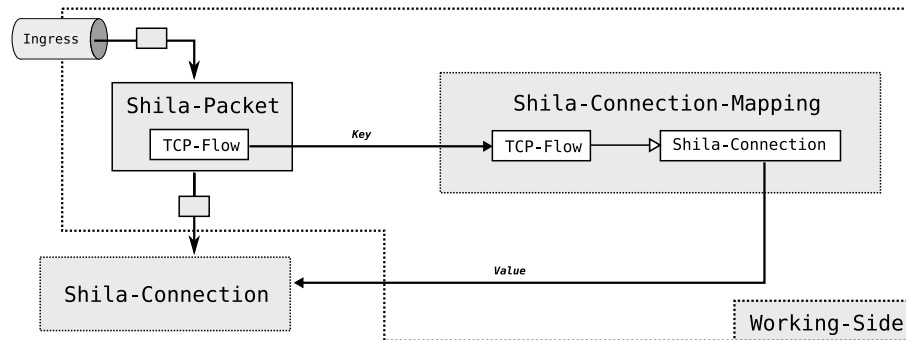 Ingress
Shila-Packet
Shila-Connection-Mapping
Key
TCP-Flow
TCP-Flow
Shila-Connection
Value
Shila-Connection
Working-Side